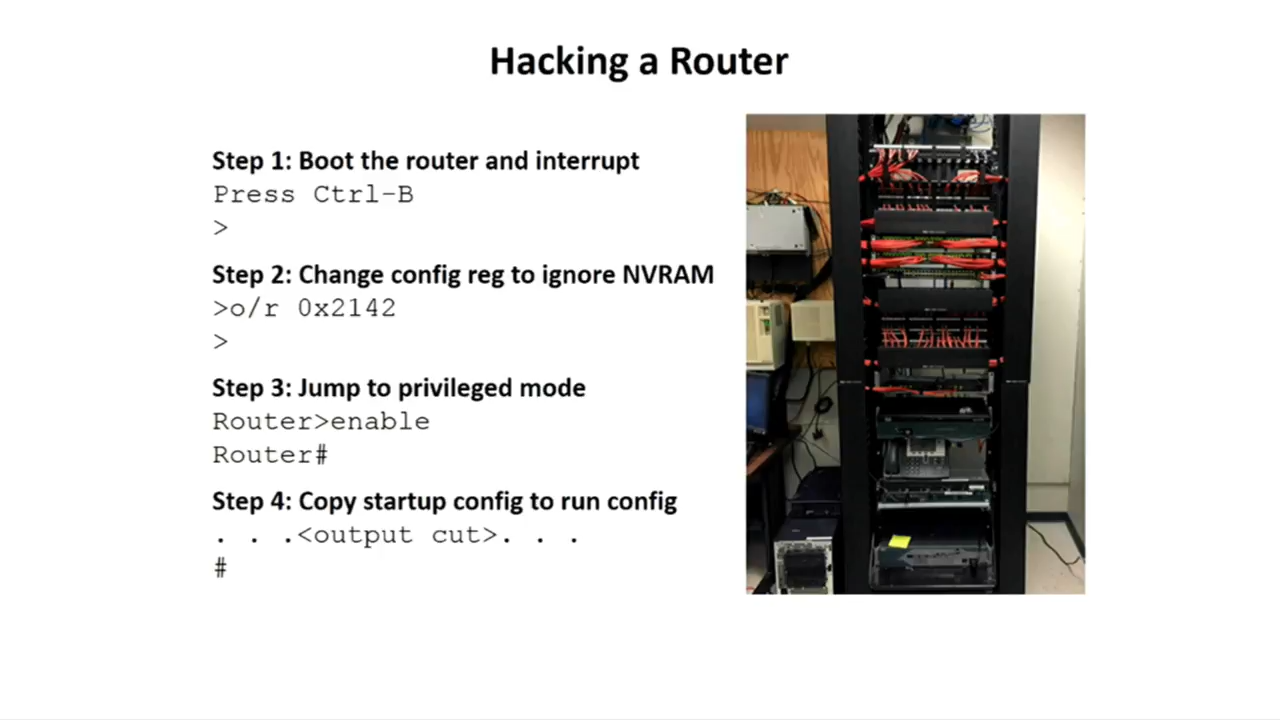 Hacking a Router
Step 1: Boot the router and interrupt
Press Ctrl-B
>
Step 2: Change config reg to ignore NVRAM
>o/r 0x2142
>
Step 3: Jump to privileged mode
Router>enable
Router#
Step 4: Copy startup config to run config
. . .<output cut>. . .
#